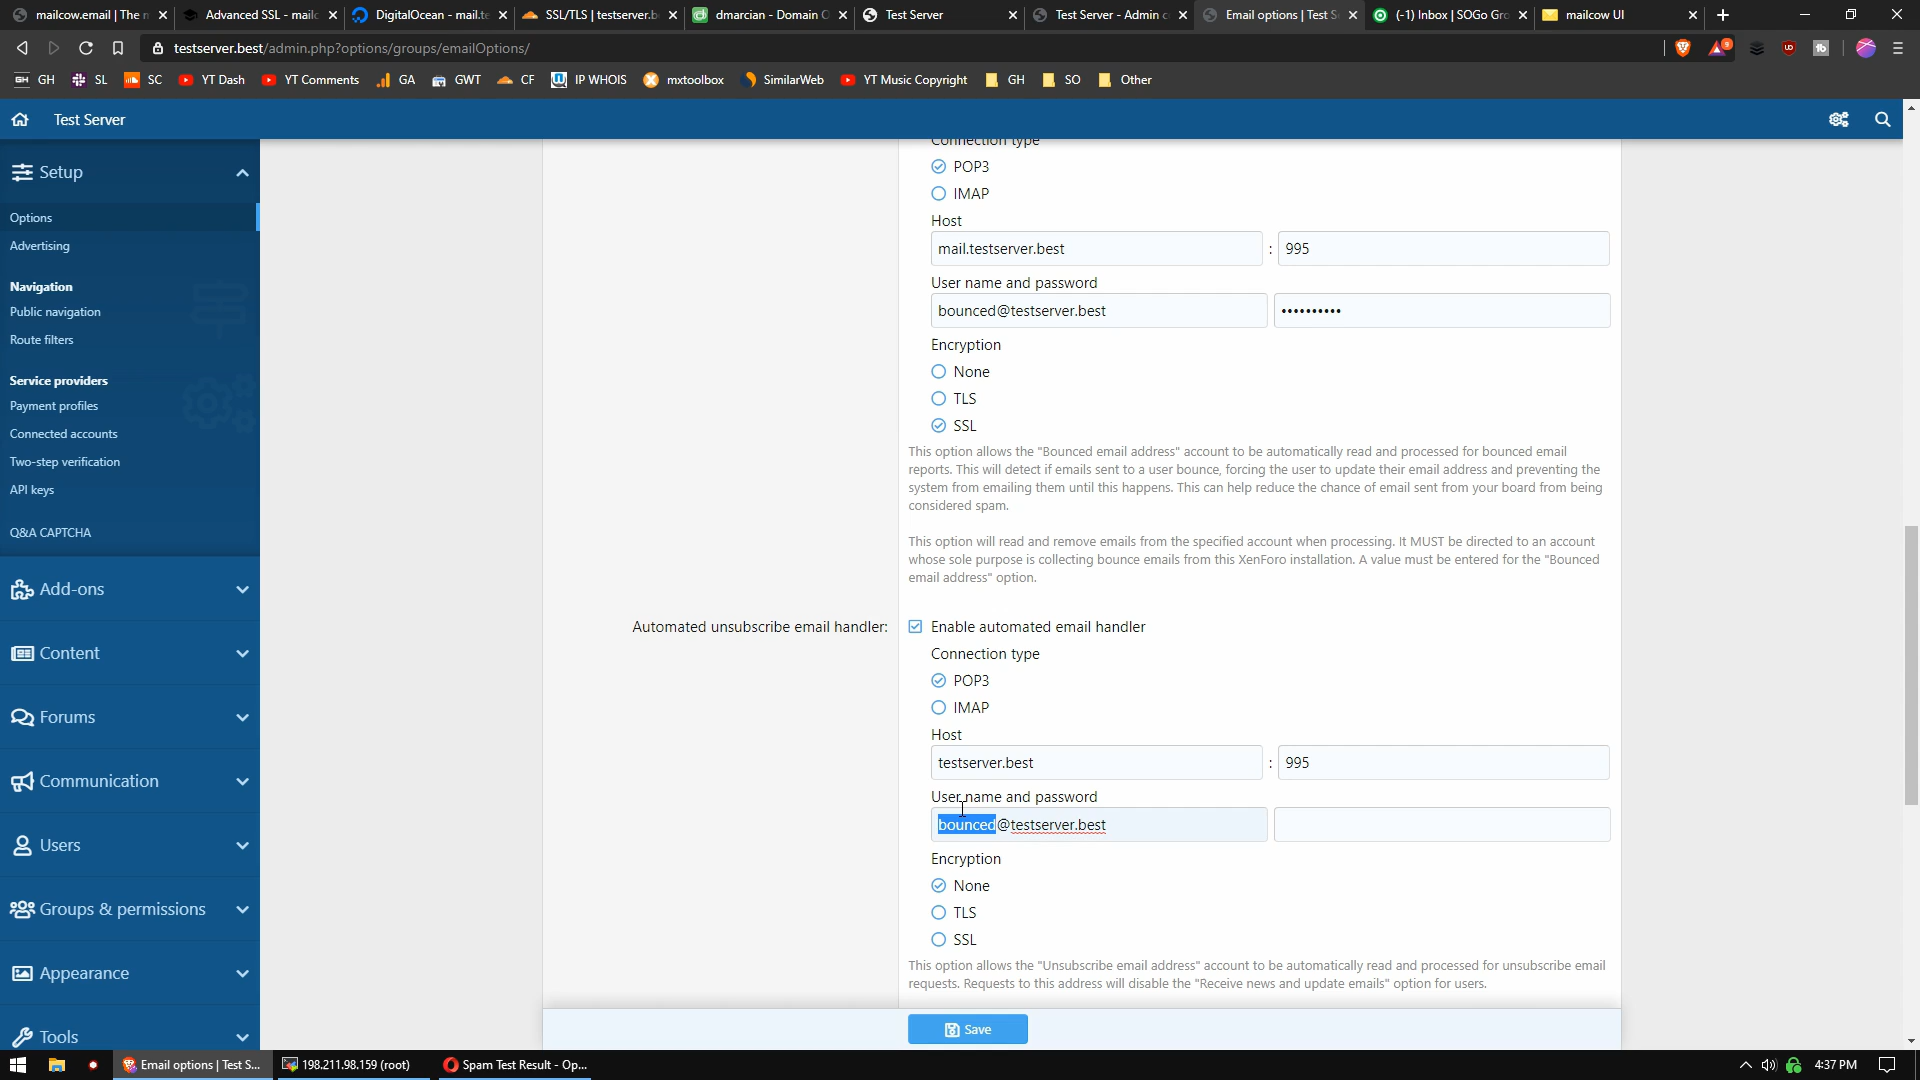 mailcow.email | The m
Advanced SSL - mailc
DigitalOcean - mail.te
SSL/TLS | testserver.b
dmarcian - Domain C
Test Server
Test Server - Admin c
Email options | Test S
(-1) Inbox | SOGo Gro
mailcow UI
testserver.best/admin.php?options/groups/emailOptions/
9
GH
SL
SC
YT Dash
YT Comments
GA
GWT
CF
IP WHOIS
mxtoolbox
SimilarWeb
YT Music Copyright
GH
SO
Other
Test Server
Setup
Options
Advertising
Navigation
Public navigation
Route filters
Service providers
Payment profiles
Connected accounts
Two-step verification
API keys
Q&A CAPTCHA
Add-ons
Content
Forums
Communication
Users
Groups & permissions
Appearance
Tools
Connection type
POP3
IMAP
Host
mail.testserver.best : 995
User name and password
bounced@testserver.best ••••••••••
Encryption
None
TLS
SSL
This option allows the "Bounced email address" account to be automatically read and processed for bounced email
reports. This will detect if emails sent to a user bounce, forcing the user to update their email address and preventing the
system from emailing them until this happens. This can help reduce the chance of email sent from your board from being
considered spam.
This option will read and remove emails from the specified account when processing. It MUST be directed to an account
whose sole purpose is collecting bounce emails from this XenForo installation. A value must be entered for the "Bounced
email address" option.
Automated unsubscribe email handler: Enable automated email handler
Connection type
POP3
IMAP
Host
testserver.best : 995
User name and password
bounced@testserver.best
Encryption
None
TLS
SSL
This option allows the "Unsubscribe email address" account to be automatically read and processed for unsubscribe email
requests. Requests to this address will disable the "Receive news and update emails" option for users.
Save
Email options | Test S...
198.211.98.159 (root)
Spam Test Result - Op...
4:37 PM